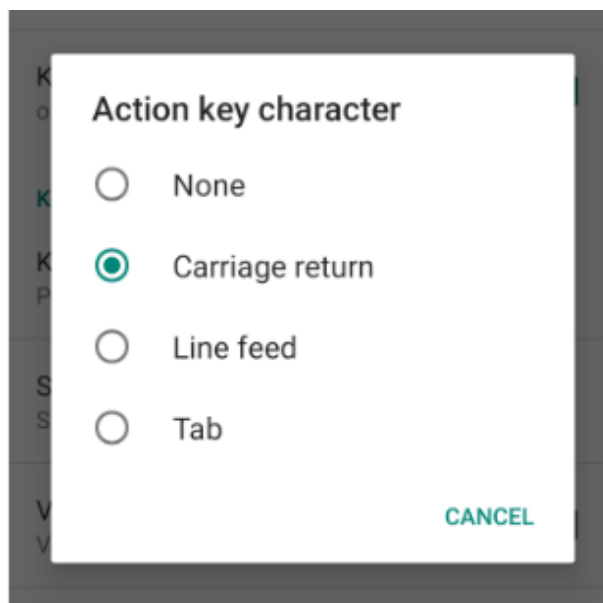 Action key character
None
Carriage return
Line feed
Tab
CANCEL